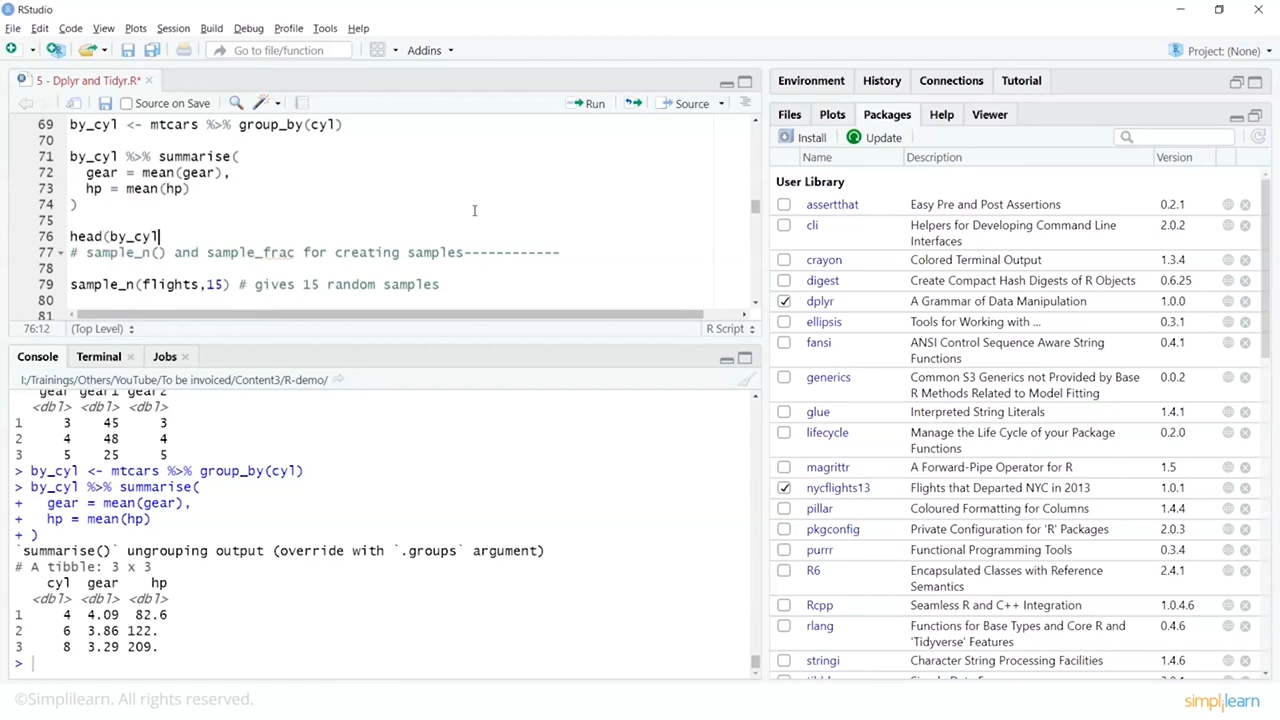 RStudio
File Edit Code View Plots Session Build Debug Profile Tools Help
Go to file/function Addins Project: (None)
5 - Dplyr and Tidyr.R*
Source on Save Run Source
69 by_cyl <- mtcars %>% group_by(cyl)
70
71 by_cyl %>% summarise(
72 gear = mean(gear),
73 hp = mean(hp)
74 )
75
76 head(by_cyl
77 # sample_n() and sample_frac for creating samples------------
78
79 sample_n(flights,15) # gives 15 random samples
80
81
76:12 (Top Level) R Script
Console Terminal Jobs
I:/Trainings/Others/YouTube/To be invoiced/Content3/R-demo/
gear gear1 gear2
<dbl> <dbl> <dbl>
1 3 45 3
2 4 48 4
3 5 25 5
> by_cyl <- mtcars %>% group_by(cyl)
> by_cyl %>% summarise(
+ gear = mean(gear),
+ hp = mean(hp)
+ )
`summarise()` ungrouping output (override with `.groups` argument)
# A tibble: 3 x 3
cyl gear hp
<dbl> <dbl> <dbl>
1 4 4.09 82.6
2 6 3.86 122.
3 8 3.29 209.
>
Environment History Connections Tutorial
Files Plots Packages Help Viewer
Install Update
Name Description Version
User Library
assertthat Easy Pre and Post Assertions 0.2.1
cli Helpers for Developing Command Line 2.0.2
Interfaces
crayon Colored Terminal Output 1.3.4
digest Create Compact Hash Digests of R Objects 0.6.25
dplyr A Grammar of Data Manipulation 1.0.0
ellipsis Tools for Working with ... 0.3.1
fansi ANSI Control Sequence Aware String 0.4.1
Functions
generics Common S3 Generics not Provided by Base 0.0.2
R Methods Related to Model Fitting
glue Interpreted String Literals 1.4.1
lifecycle Manage the Life Cycle of your Package 0.2.0
Functions
magrittr A Forward-Pipe Operator for R 1.5
nycflights13 Flights that Departed NYC in 2013 1.0.1
pillar Coloured Formatting for Columns 1.4.4
pkgconfig Private Configuration for 'R' Packages 2.0.3
purrr Functional Programming Tools 0.3.4
R6 Encapsulated Classes with Reference 2.4.1
Semantics
Rcpp Seamless R and C++ Integration 1.0.4.6
rlang Functions for Base Types and Core R and 0.4.6
'Tidyverse' Features
stringi Character String Processing Facilities 1.4.6
©Simplilearn. All rights reserved.
simplilearn